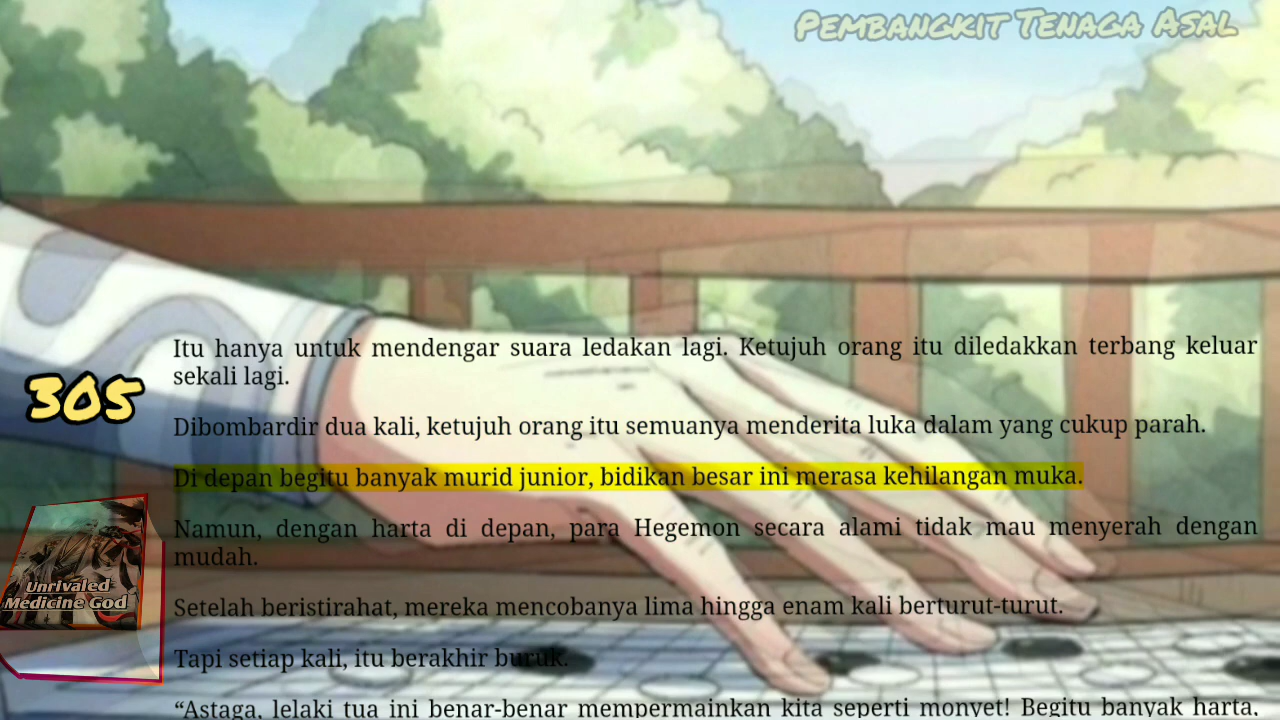 Pembangkit Tenaga Asal
Itu hanya untuk mendengar suara ledakan lagi. Ketujuh orang itu diledakkan terbang keluar
sekali lagi.
305
Dibombardir dua kali, ketujuh orang itu semuanya menderita luka dalam yang cukup parah.
Di depan begitu banyak murid junior, bidikan besar ini merasa kehilangan muka.
Namun, dengan harta di depan, para Hegemon secara alami tidak mau menyerah dengan
mudah.
Unrivaled
Medicine God
Setelah beristirahat, mereka mencobanya lima hingga enam kali berturut-turut.
Tapi setiap kali, itu berakhir buruk.
“Astaga, lelaki tua ini benar-benar mempermainkan kita seperti monyet! Begitu banyak harta,